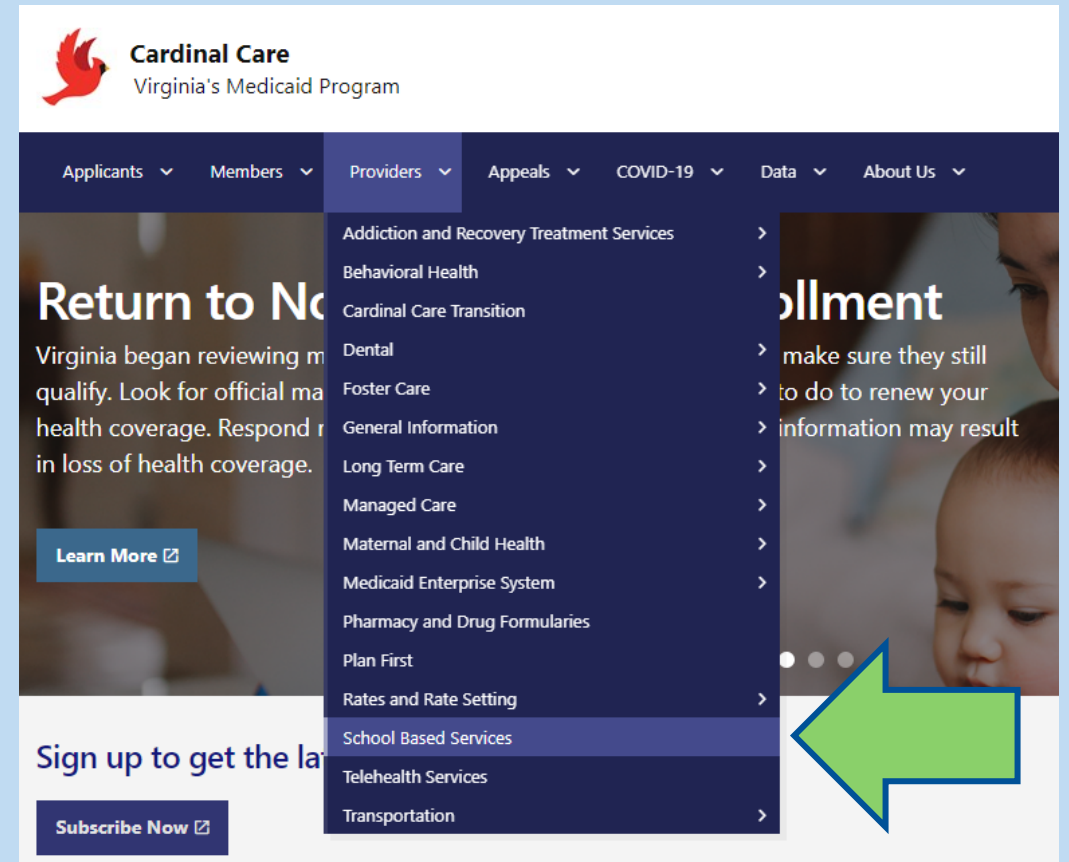 Cardinal Care
Virginia's Medicaid Program
Applicants Members Providers Appeals COVID-19 Data About Us
Addiction and Recovery Treatment Services
Behavioral Health
Cardinal Care Transition
Dental
Foster Care
General Information
Long Term Care
Managed Care
Maternal and Child Health
Medicaid Enterprise System
Pharmacy and Drug Formularies
Plan First
Rates and Rate Setting
School Based Services
Telehealth Services
Transportation
Return to No ollment
Virginia began reviewing m make sure they still
qualify. Look for official ma to do to renew your
health coverage. Respond r information may result
in loss of health coverage.
Learn More
Sign up to get the la
Subscribe Now